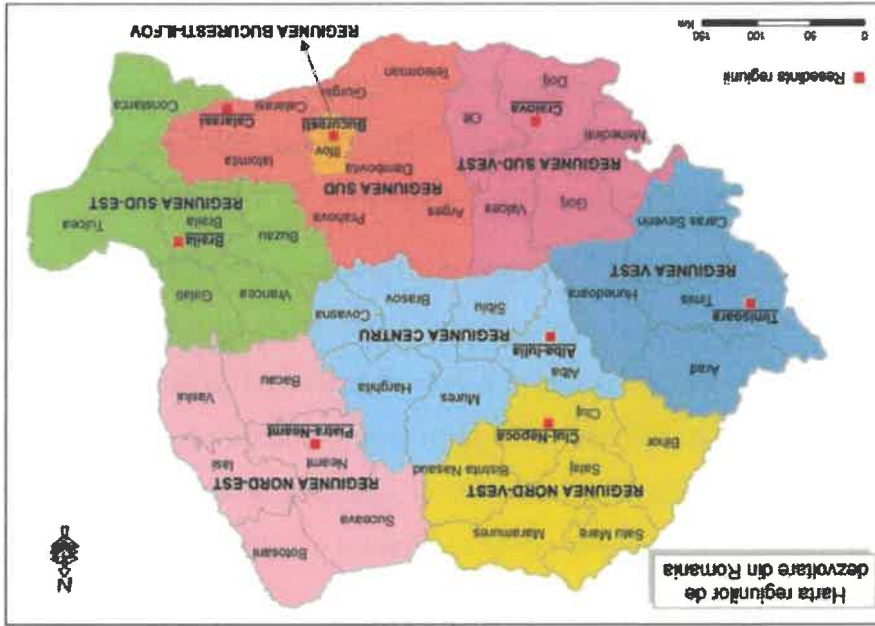 Harta regiunilor de
dezvoltare din Romania
N
Satu Mare
Maramures
Botosani
Suceava
REGIUNEA NORD-VEST
REGIUNEA NORD-EST
Salaj
Bistrita Nasaud
Iasi
Neamt
Bihor
Cluj-Napoca
Piatra-Neamt
Cluj
Mures
Harghita
Bacau
Vaslui
Arad
Alba
Alba-Iulia
REGIUNEA CENTRU
Timisoara
Timis
Hunedoara
Sibiu
Brasov
Covasna
Vrancea
Galati
REGIUNEA VEST
Caras Severin
Buzau
Braila
Braila
Tulcea
REGIUNEA SUD-EST
Gorj
Valcea
Arges
Prahova
REGIUNEA SUD
REGIUNEA SUD-VEST
Dambovita
Ilfov
Ialomita
Mehedinti
Craiova
Olt
Bucuresti
Calarasi
Calarasi
Constanta
Dolj
Giurgiu
Teleorman
Resedinta regiunii
REGIUNEA BUCURESTI-ILFOV
0 50 100 150
Km